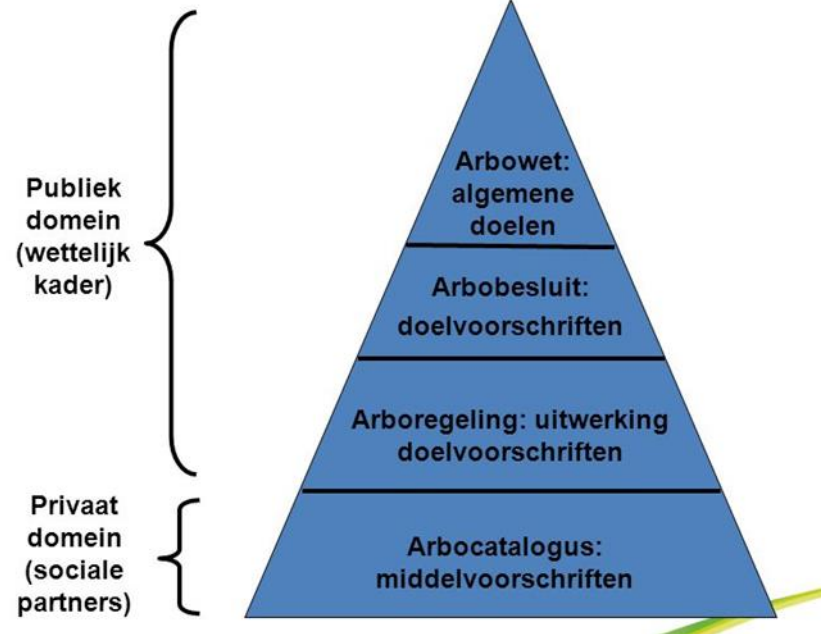 Publiek
domein
(wettelijk
kader)
Arbowet:
algemene
doelen
Arbobesluit:
doelvoorschriften
Arboregeling: uitwerking
doelvoorschriften
Privaat
domein
(sociale
partners)
Arbocatalogus:
middelvoorschriften